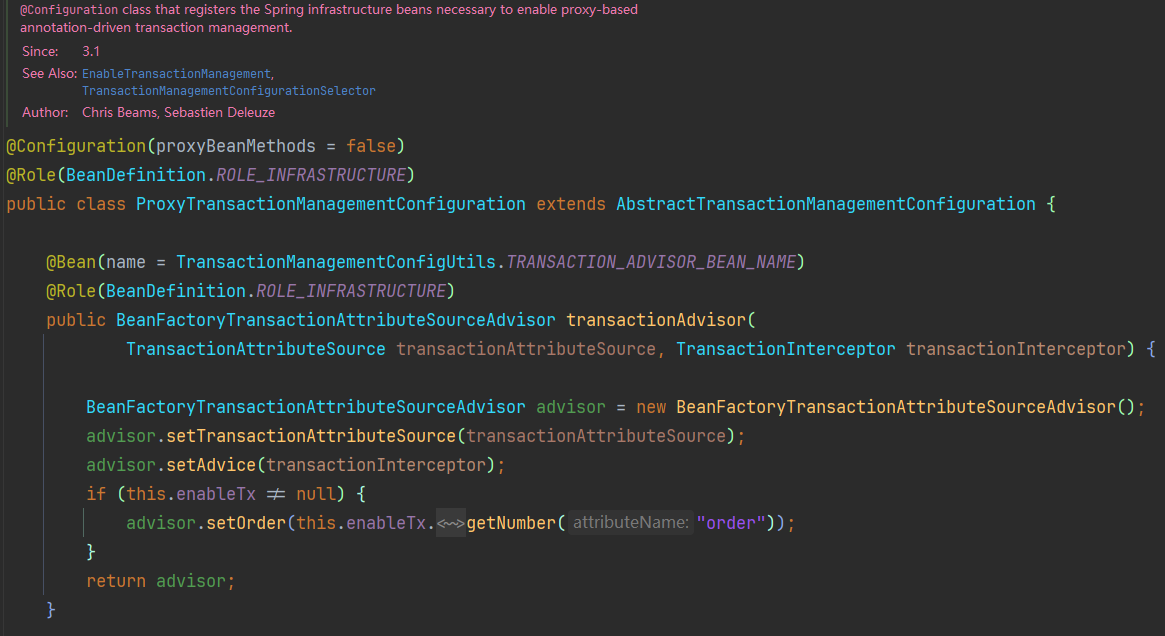 @Configuration class that registers the Spring infrastructure beans necessary to enable proxy-based
annotation-driven transaction management.
Since: 3.1
See Also: EnableTransactionManagement,
TransactionManagementConfigurationSelector
Author: Chris Beams, Sebastien Deleuze
@Configuration(proxyBeanMethods = false)
@Role(BeanDefinition.ROLE_INFRASTRUCTURE)
public class ProxyTransactionManagementConfiguration extends AbstractTransactionManagementConfiguration {
@Bean(name = TransactionManagementConfigUtils.TRANSACTION_ADVISOR_BEAN_NAME)
@Role(BeanDefinition.ROLE_INFRASTRUCTURE)
public BeanFactoryTransactionAttributeSourceAdvisor transactionAdvisor(
TransactionAttributeSource transactionAttributeSource, TransactionInterceptor transactionInterceptor) {
BeanFactoryTransactionAttributeSourceAdvisor advisor = new BeanFactoryTransactionAttributeSourceAdvisor();
advisor.setTransactionAttributeSource(transactionAttributeSource);
advisor.setAdvice(transactionInterceptor);
if (this.enableTx ≠ null) {
advisor.setOrder(this.enableTx.<~>getNumber( attributeName: "order"));
}
return advisor;
}